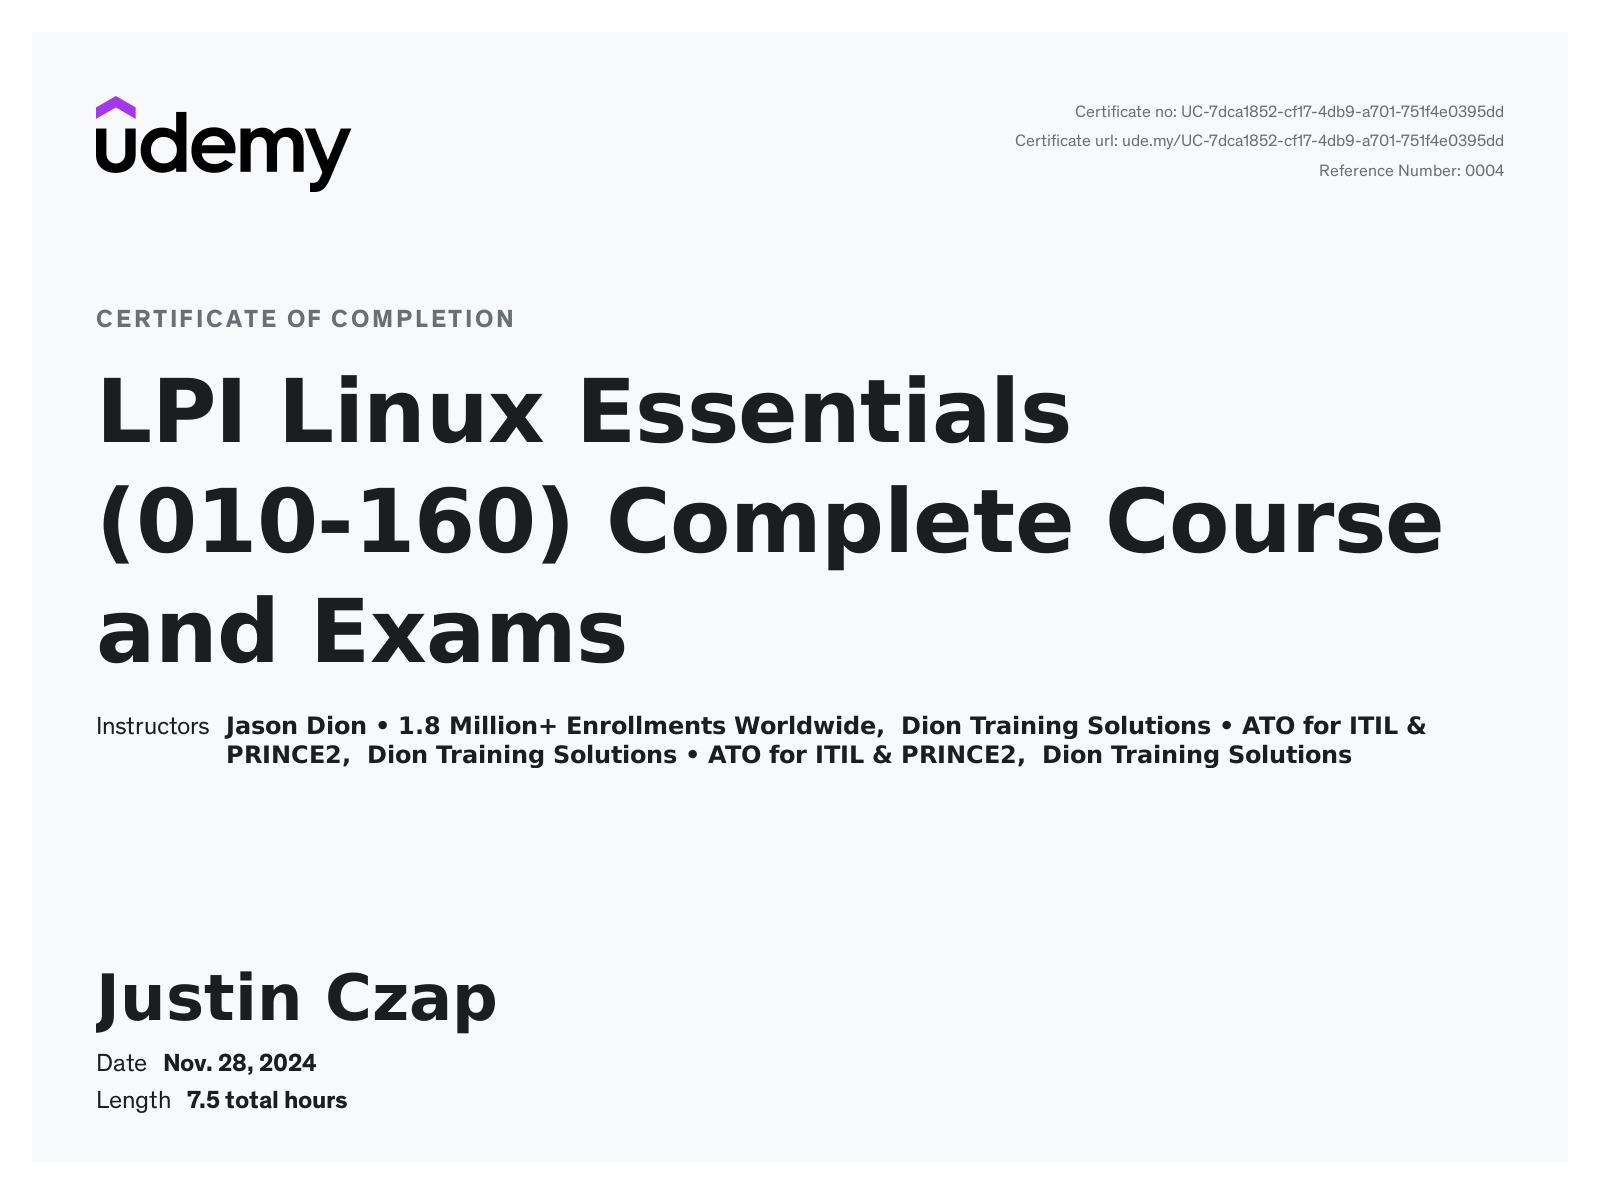 udemy
Certificate no: UC-7dca1852-cf17-4db9-a701-751f4e0395dd
Certificate url: ude.my/UC-7dca1852-cf17-4db9-a701-751f4e0395dd
Reference Number: 0004
CERTIFICATE OF COMPLETION
LPI Linux Essentials
(010-160) Complete Course
and Exams
Instructors Jason Dion • 1.8 Million+ Enrollments Worldwide, Dion Training Solutions • ATO for ITIL &
PRINCE2, Dion Training Solutions • ATO for ITIL & PRINCE2, Dion Training Solutions
Justin Czap
Date Nov. 28, 2024
Length 7.5 total hours